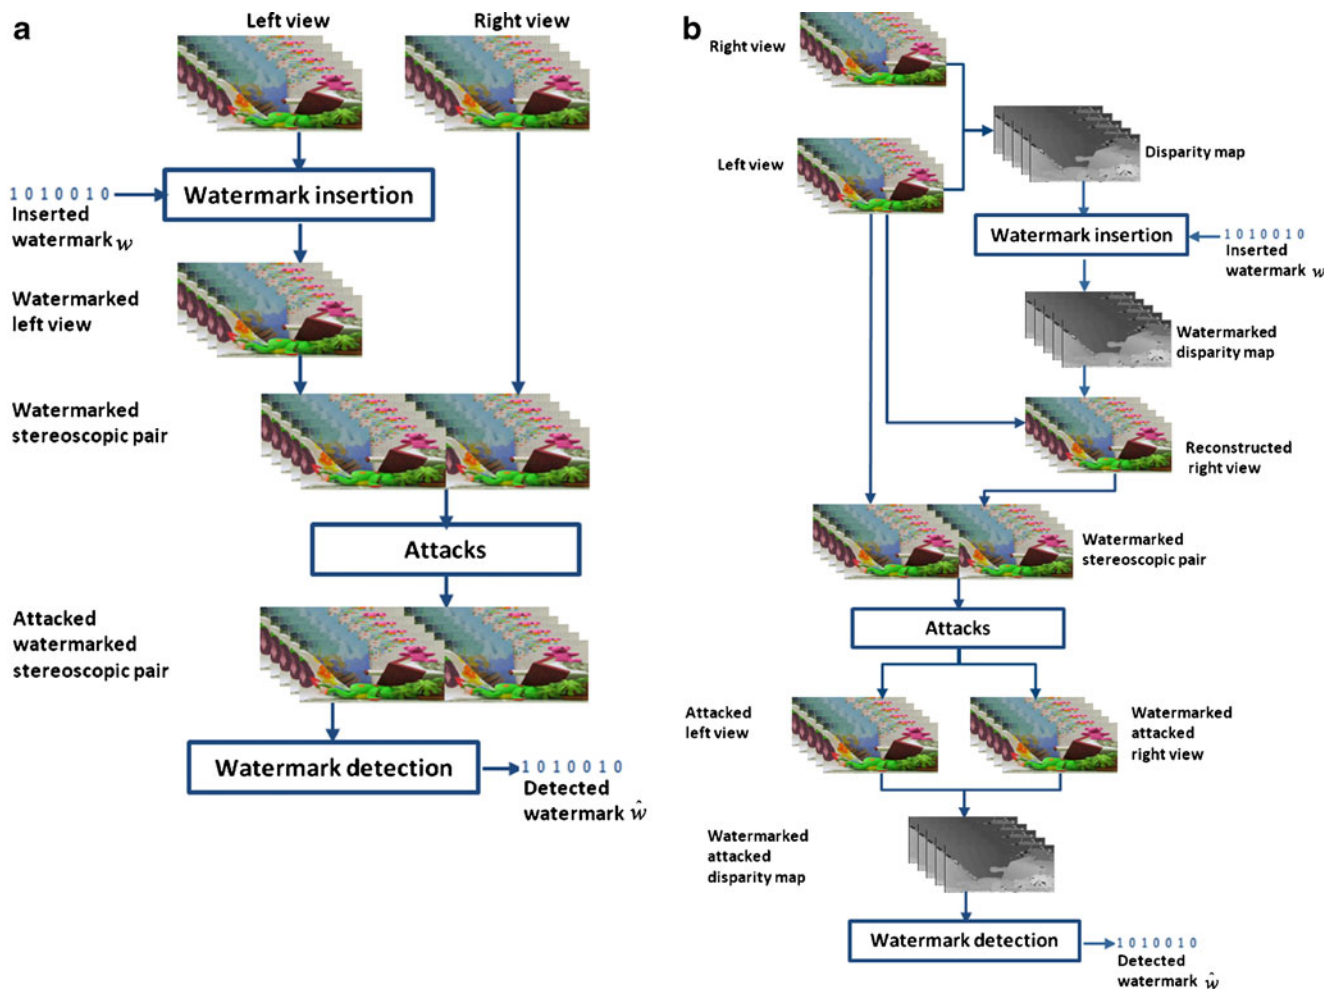 a
Left view
Right view
1 0 1 0 0 1 0
Watermark insertion
Inserted
watermark w
Watermarked
left view
Watermarked
stereoscopic pair
Attacks
Attacked
watermarked
stereoscopic pair
Watermark detection
1 0 1 0 0 1 0
Detected
watermark ŵ
b
Right view
Left view
Disparity map
Watermark insertion
1 0 1 0 0 1 0
Inserted
watermark w
Watermarked
disparity map
Reconstructed
right view
Watermarked
stereoscopic pair
Attacks
Attacked
left view
Watermarked
attacked
right view
Watermarked
attacked
disparity map
Watermark detection
1 0 1 0 0 1 0
Detected
watermark ŵ